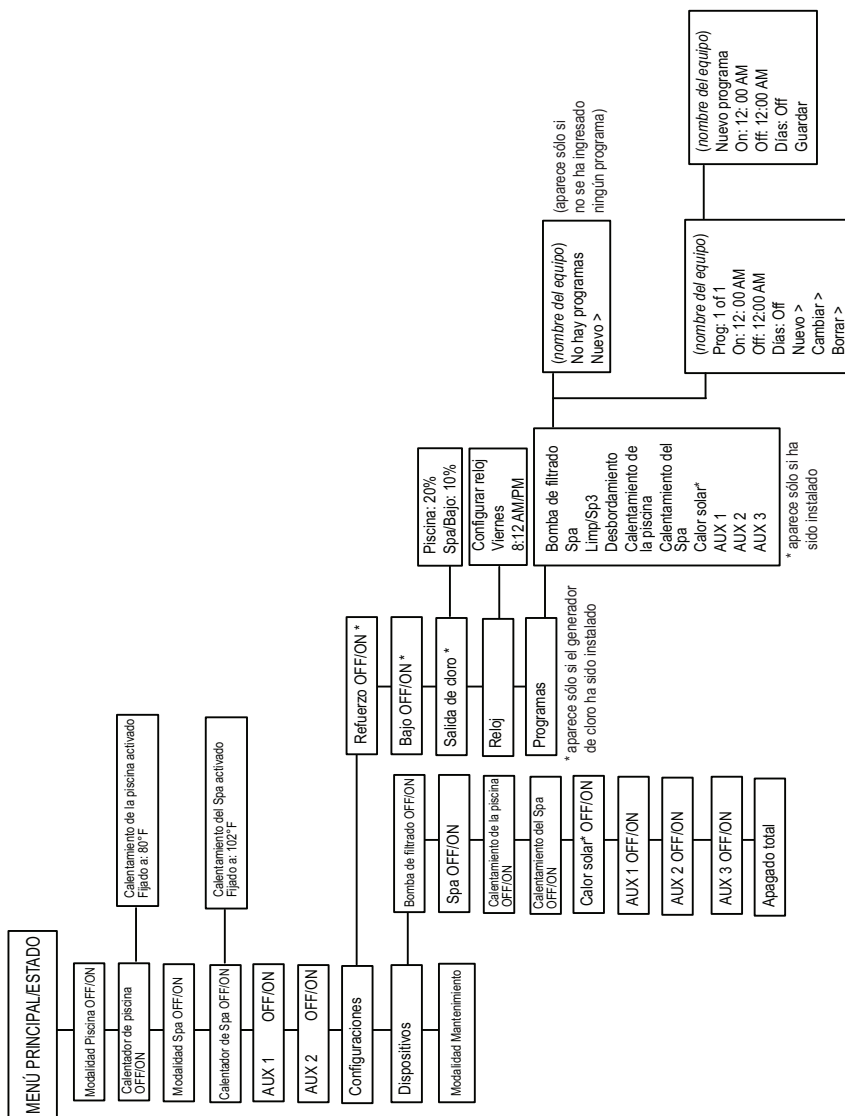 MENÚ PRINCIPAL/ESTADO
Modalidad Piscina OFF/ON
Calentador de piscina
OFF/ON
Calentamiento de la piscina activado
Fijado a: 80°F
Modalidad Spa OFF/ON
Calentador de Spa OFF/ON
Calentamiento del Spa activado
Fijado a: 102°F
AUX 1 OFF/ON
AUX 2 OFF/ON
Configuraciones
Dispositivos
Modalidad Mantenimiento
Refuerzo OFF/ON *
Bajo OFF/ON *
Salida de cloro *
Reloj
Programas
* aparece sólo si el generador
de cloro ha sido instalado
Piscina: 20%
Spa/Bajo: 10%
Configurar reloj
Viernes
8:12 AM/PM
Bomba de filtrado
Spa
Limp/Sp3
Desbordamiento
Calentamiento de
la piscina
Calentamiento del
Spa
Calor solar*
AUX 1
AUX 2
AUX 3
* aparece sólo si ha
sido instalado
(nombre del equipo)
No hay programas
Nuevo >
(aparece sólo si
no se ha ingresado
ningún programa)
(nombre del equipo)
Prog: 1 of 1
On: 12: 00 AM
Off: 12:00 AM
Días: Off
Nuevo >
Cambiar >
Borrar >
(nombre del equipo)
Nuevo programa
On: 12: 00 AM
Off: 12:00 AM
Días: Off
Guardar
Bomba de filtrado OFF/ON
Spa OFF/ON
Calentamiento de la piscina
OFF/ON
Calentamiento del Spa
OFF/ON
Calor solar* OFF/ON
AUX 1 OFF/ON
AUX 2 OFF/ON
AUX 3 OFF/ON
Apagado total